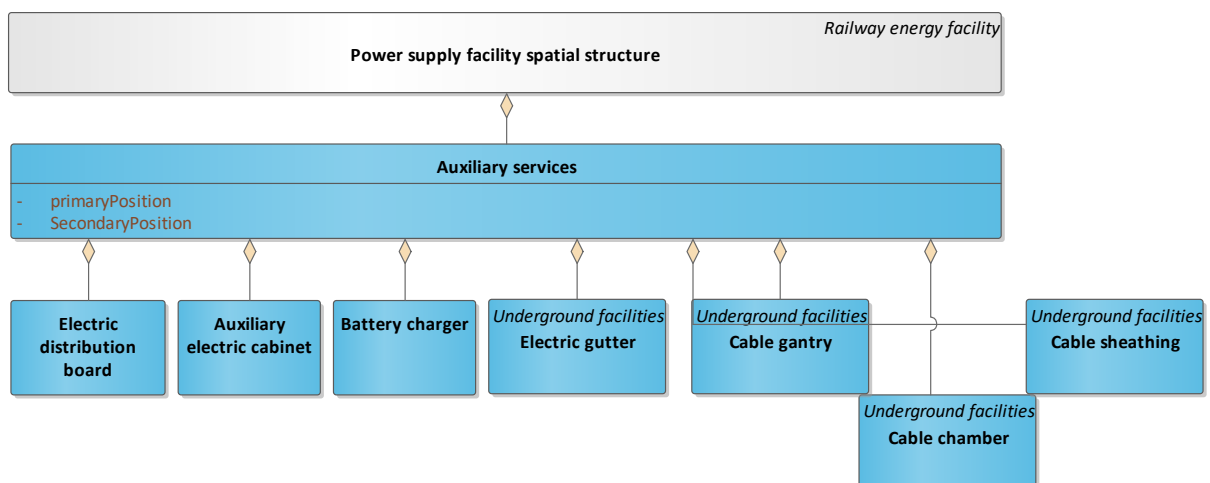 Railway energy facility
Power supply facility spatial structure
Auxiliary services
- primaryPosition
- SecondaryPosition
Electric
distribution
board
Auxiliary
electric cabinet
Battery charger
Underground facilities
Electric gutter
Underground facilities
Cable gantry
Underground facilities
Cable sheathing
Underground facilities
Cable chamber